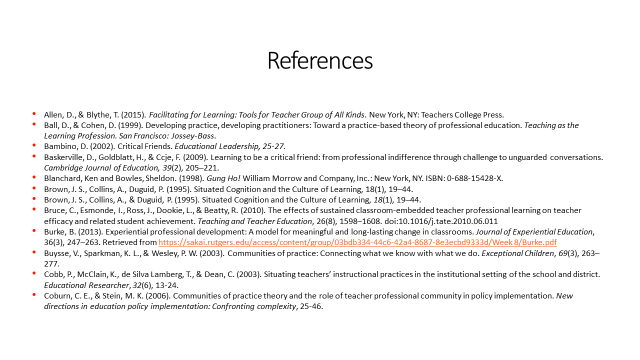 References
• Allen, D., & Blythe, T. (2015). Facilitating for Learning: Tools for Teacher Group of All Kinds. New York, NY: Teachers College Press.
• Ball, D., & Cohen, D. (1999). Developing practice, developing practitioners: Toward a practice-based theory of professional education. Teaching as the
Learning Profession. San Francisco: Jossey-Bass.
• Bambino, D. (2002). Critical Friends. Educational Leadership, 25-27.
• Baskerville, D., Goldblatt, H., & Ccje, F. (2009). Learning to be a critical friend: from professional indifference through challenge to unguarded conversations.
Cambridge Journal of Education, 39(2), 205–221.
• Blanchard, Ken and Bowles, Sheldon. (1998). Gung Ho! William Morrow and Company, Inc.: New York, NY. ISBN: 0-688-15428-X.
• Brown, J. S., Collins, A., Duguid, P. (1995). Situated Cognition and the Culture of Learning, 18(1), 19–44.
• Brown, J. S., Collins, A., & Duguid, P. (1995). Situated Cognition and the Culture of Learning, 18(1), 19–44.
• Bruce, C., Esmonde, I., Ross, J., Dookie, L., & Beatty, R. (2010). The effects of sustained classroom-embedded teacher professional learning on teacher
efficacy and related student achievement. Teaching and Teacher Education, 26(8), 1598–1608. doi:10.1016/j.tate.2010.06.011
• Burke, B. (2013). Experiential professional development: A model for meaningful and long-lasting change in classrooms. Journal of Experiential Education,
36(3), 247–263. Retrieved from https://sakai.rutgers.edu/access/content/group/03bdb334-44c6-42a4-8687-8e3ecbd9333d/Week 8/Burke.pdf
• Buysse, V., Sparkman, K. L., & Wesley, P. W. (2003). Communities of practice: Connecting what we know with what we do. Exceptional Children, 69(3), 263–
277.
• Cobb, P., McClain, K., de Silva Lamberg, T., & Dean, C. (2003). Situating teachers' instructional practices in the institutional setting of the school and district.
Educational Researcher, 32(6), 13-24.
• Coburn, C. E., & Stein, M. K. (2006). Communities of practice theory and the role of teacher professional community in policy implementation. New
directions in education policy implementation: Confronting complexity, 25-46.